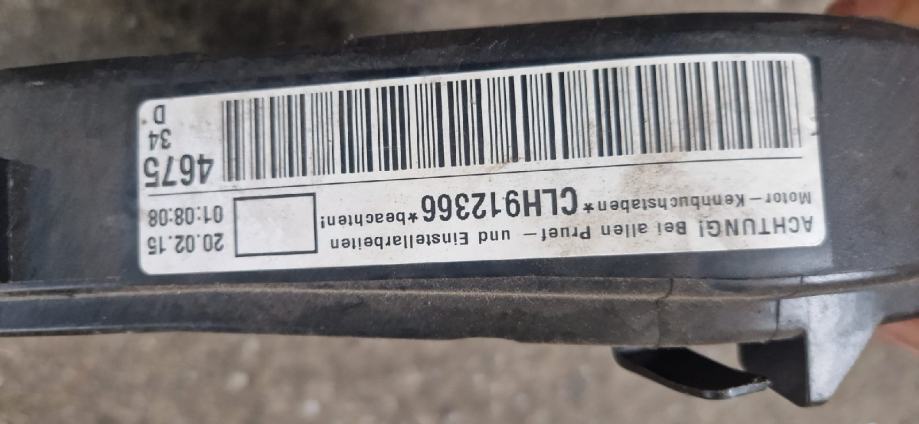 ACHTUNG! Bei allen Pruef – und Einstellarbeiten
Motor – Kennbuchstaben *CLH912366* beachten!
20.02.15
01:08:08
4675
34
D